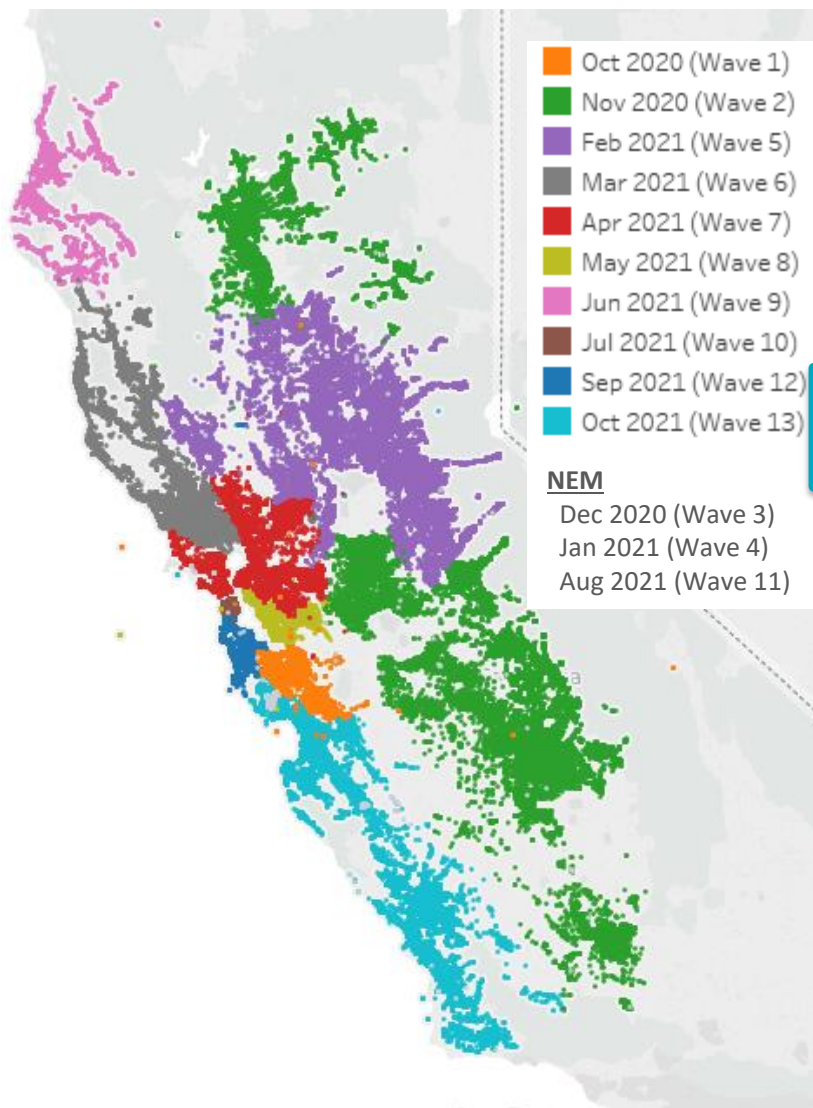 Oct 2020 (Wave 1)
Nov 2020 (Wave 2)
Feb 2021 (Wave 5)
Mar 2021 (Wave 6)
Apr 2021 (Wave 7)
May 2021 (Wave 8)
Jun 2021 (Wave 9)
Jul 2021 (Wave 10)
Sep 2021 (Wave 12)
Oct 2021 (Wave 13)
NEM
Dec 2020 (Wave 3)
Jan 2021 (Wave 4)
Aug 2021 (Wave 11)